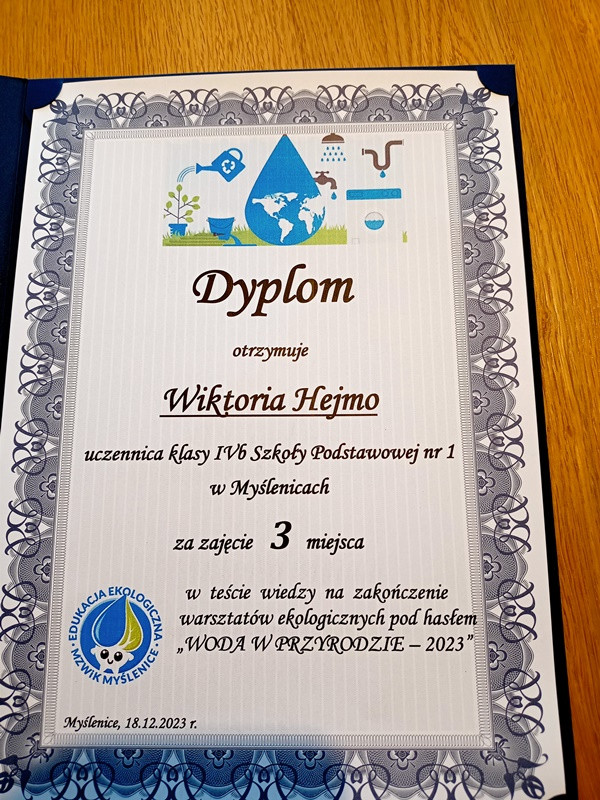 Dyplom
otrzymuje
Wiktoria Hejmo
uczennica klasy IVb Szkoły Podstawowej nr 1
w Myślenicach
za zajęcie 3 miejsca
w teście wiedzy na zakończenie
warsztatów ekologicznych pod hasłem
„WODA W PRZYRODZIE – 2023”
EDUKACJA EKOLOGICZNA
MZWiK MYŚLENICE
Myślenice, 18.12.2023 r.